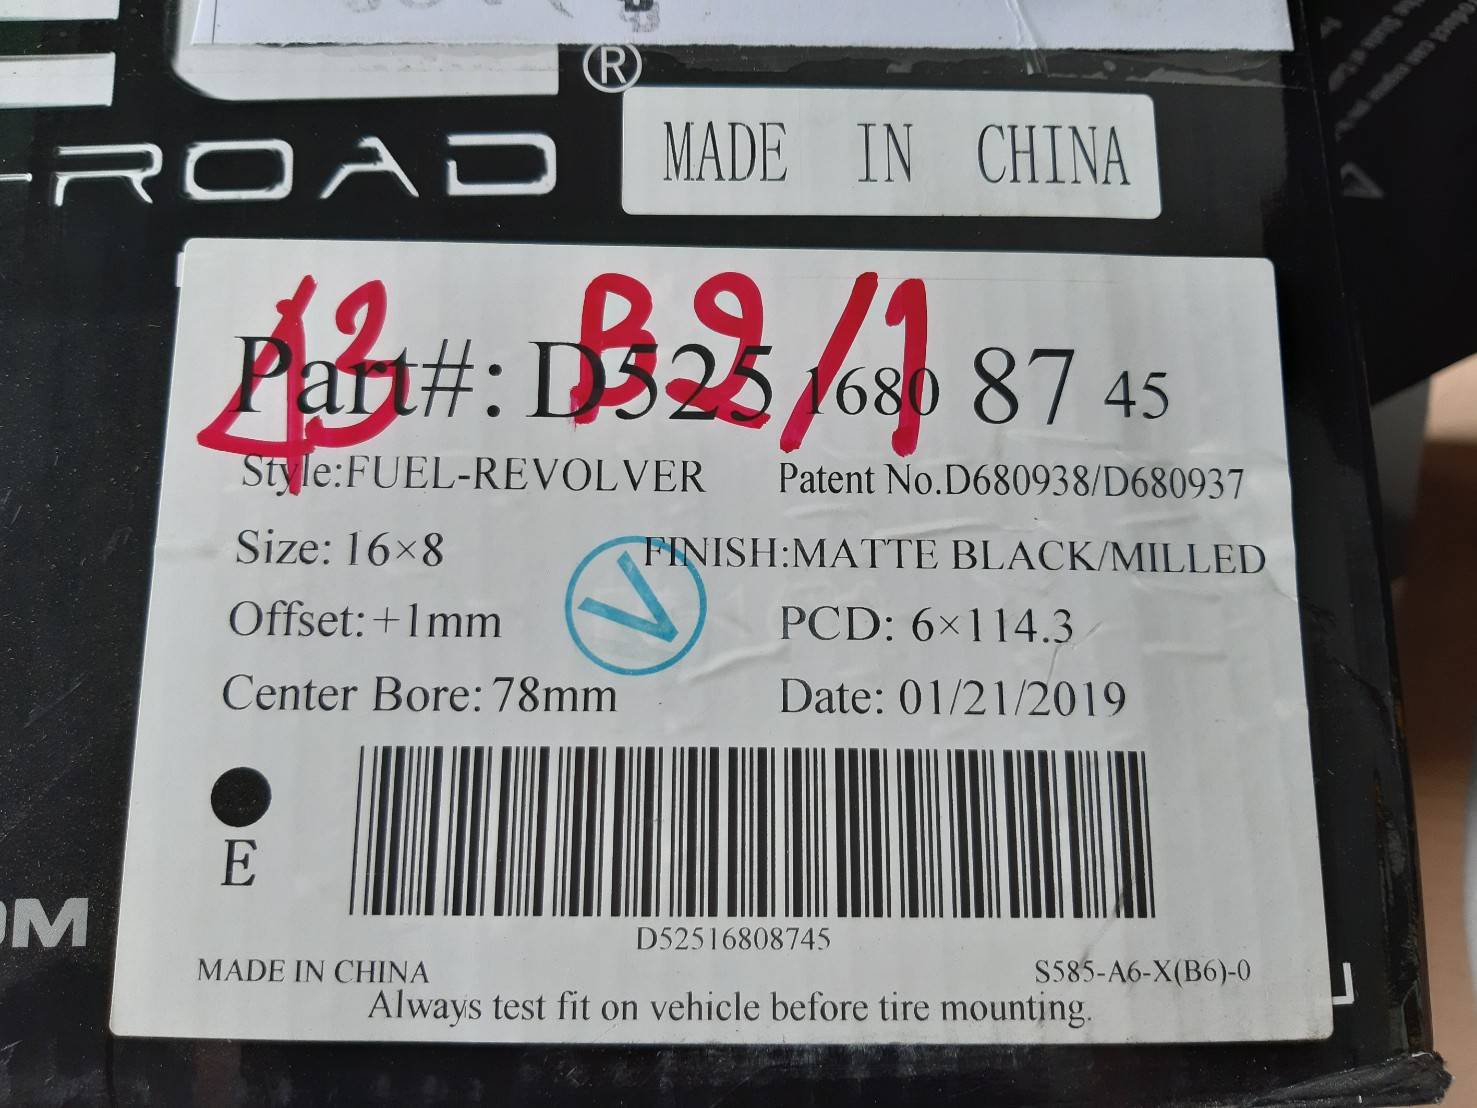 ®
ROAD
MADE IN CHINA
B2/1
Part#: D525 1680 87 45
Style:FUEL-REVOLVER Patent No.D680938/D680937
Size: 16×8 FINISH:MATTE BLACK/MILLED
Offset:+1mm V PCD: 6×114.3
Center Bore: 78mm Date: 01/21/2019
E
D52516808745
MADE IN CHINA S585-A6-X(B6)-0
Always test fit on vehicle before tire mounting.